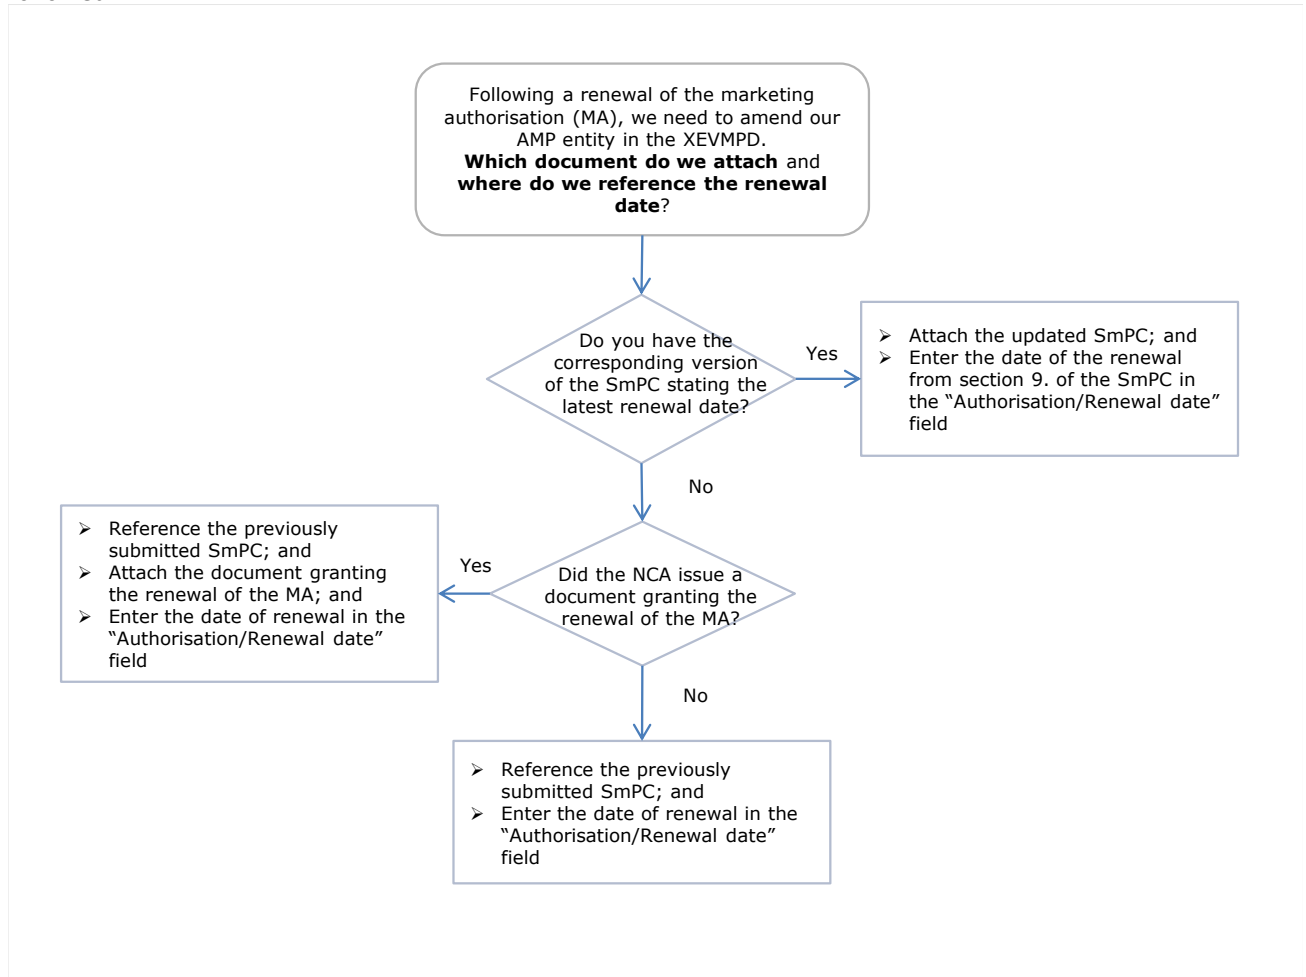 Following a renewal of the marketing
authorisation (MA), we need to amend our
AMP entity in the XEVMPD.
Which document do we attach and
where do we reference the renewal
date?
Do you have the
corresponding version
of the SmPC stating the
latest renewal date?
Yes
➢ Attach the updated SmPC; and
➢ Enter the date of the renewal
from section 9. of the SmPC in
the “Authorisation/Renewal date”
field
No
➢ Reference the previously
submitted SmPC; and
➢ Attach the document granting
the renewal of the MA; and
➢ Enter the date of renewal in the
“Authorisation/Renewal date”
field
Yes
Did the NCA issue a
document granting the
renewal of the MA?
No
➢ Reference the previously
submitted SmPC; and
➢ Enter the date of renewal in the
“Authorisation/Renewal date”
field